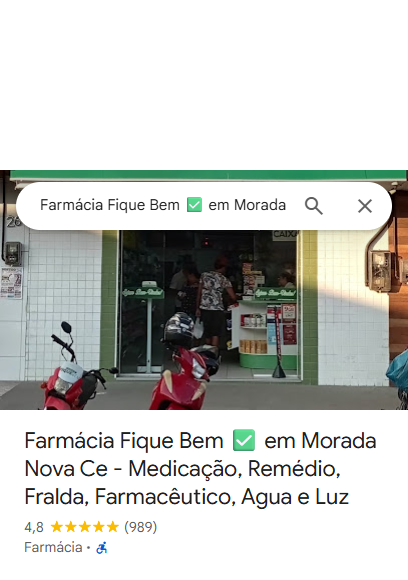 Farmácia Fique Bem ✅ em Morada
26
CAIXA
Farmácia Fique Bem ✅ em Morada
Nova Ce - Medicação, Remédio,
Fralda, Farmacêutico, Agua e Luz
4,8 ★★★★★ (989)
Farmácia · ♿